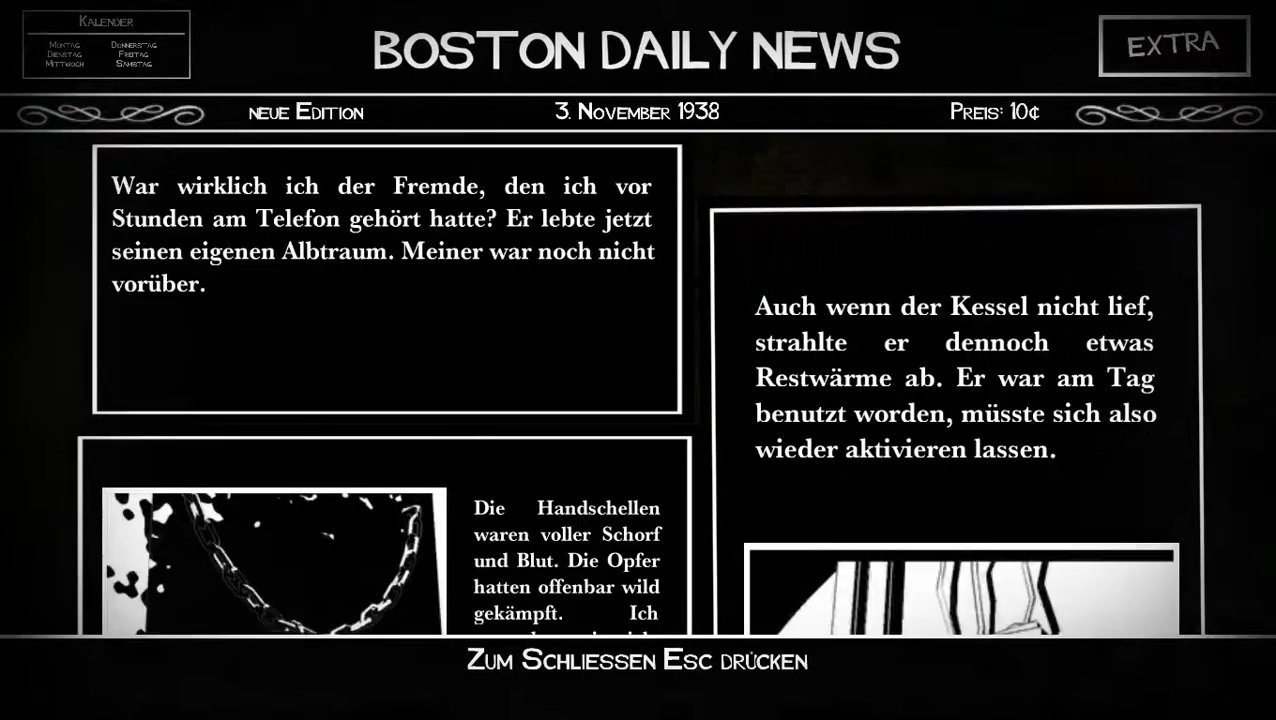 KALENDER
MONTAG DONNERSTAG
DIENSTAG FREITAG
MITTWOCH SAMSTAG
BOSTON DAILY NEWS
EXTRA
NEUE EDITION 3. NOVEMBER 1938 PREIS: 10¢
War wirklich ich der Fremde, den ich vor
Stunden am Telefon gehört hatte? Er lebte jetzt
seinen eigenen Albtraum. Meiner war noch nicht
vorüber.
Auch wenn der Kessel nicht lief,
strahlte er dennoch etwas
Restwärme ab. Er war am Tag
benutzt worden, müsste sich also
wieder aktivieren lassen.
Die Handschellen
waren voller Schorf
und Blut. Die Opfer
hatten offenbar wild
gekämpft. Ich
ZUM SCHLIESSEN ESC DRÜCKEN